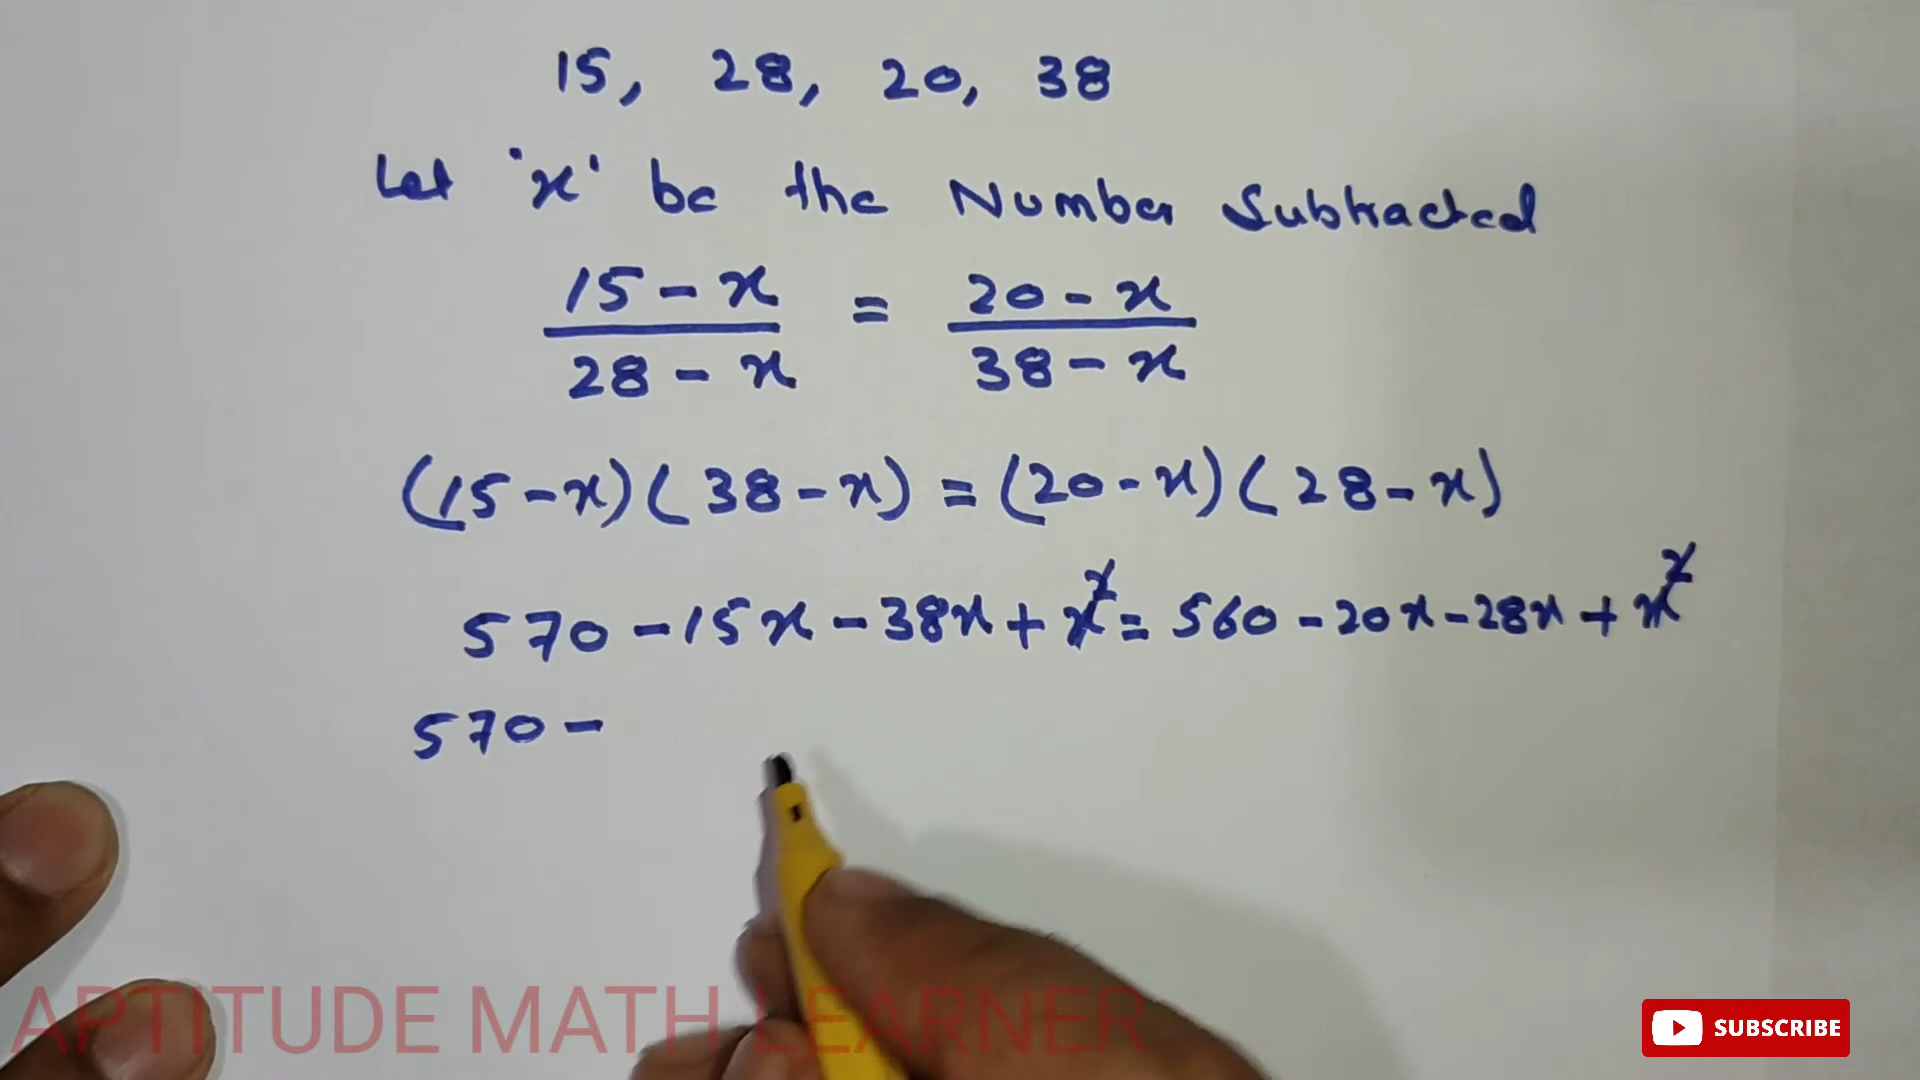 15, 28, 20, 38
Let 'x' be the Number Subtracted
15 - x / 28 - x = 20 - x / 38 - x
(15 - x)(38 - x) = (20 - x)(28 - x)
570 - 15x - 38x + x² = 560 - 20x - 28x + x²
570 -
APTITUDE MATH LEARNER
SUBSCRIBE